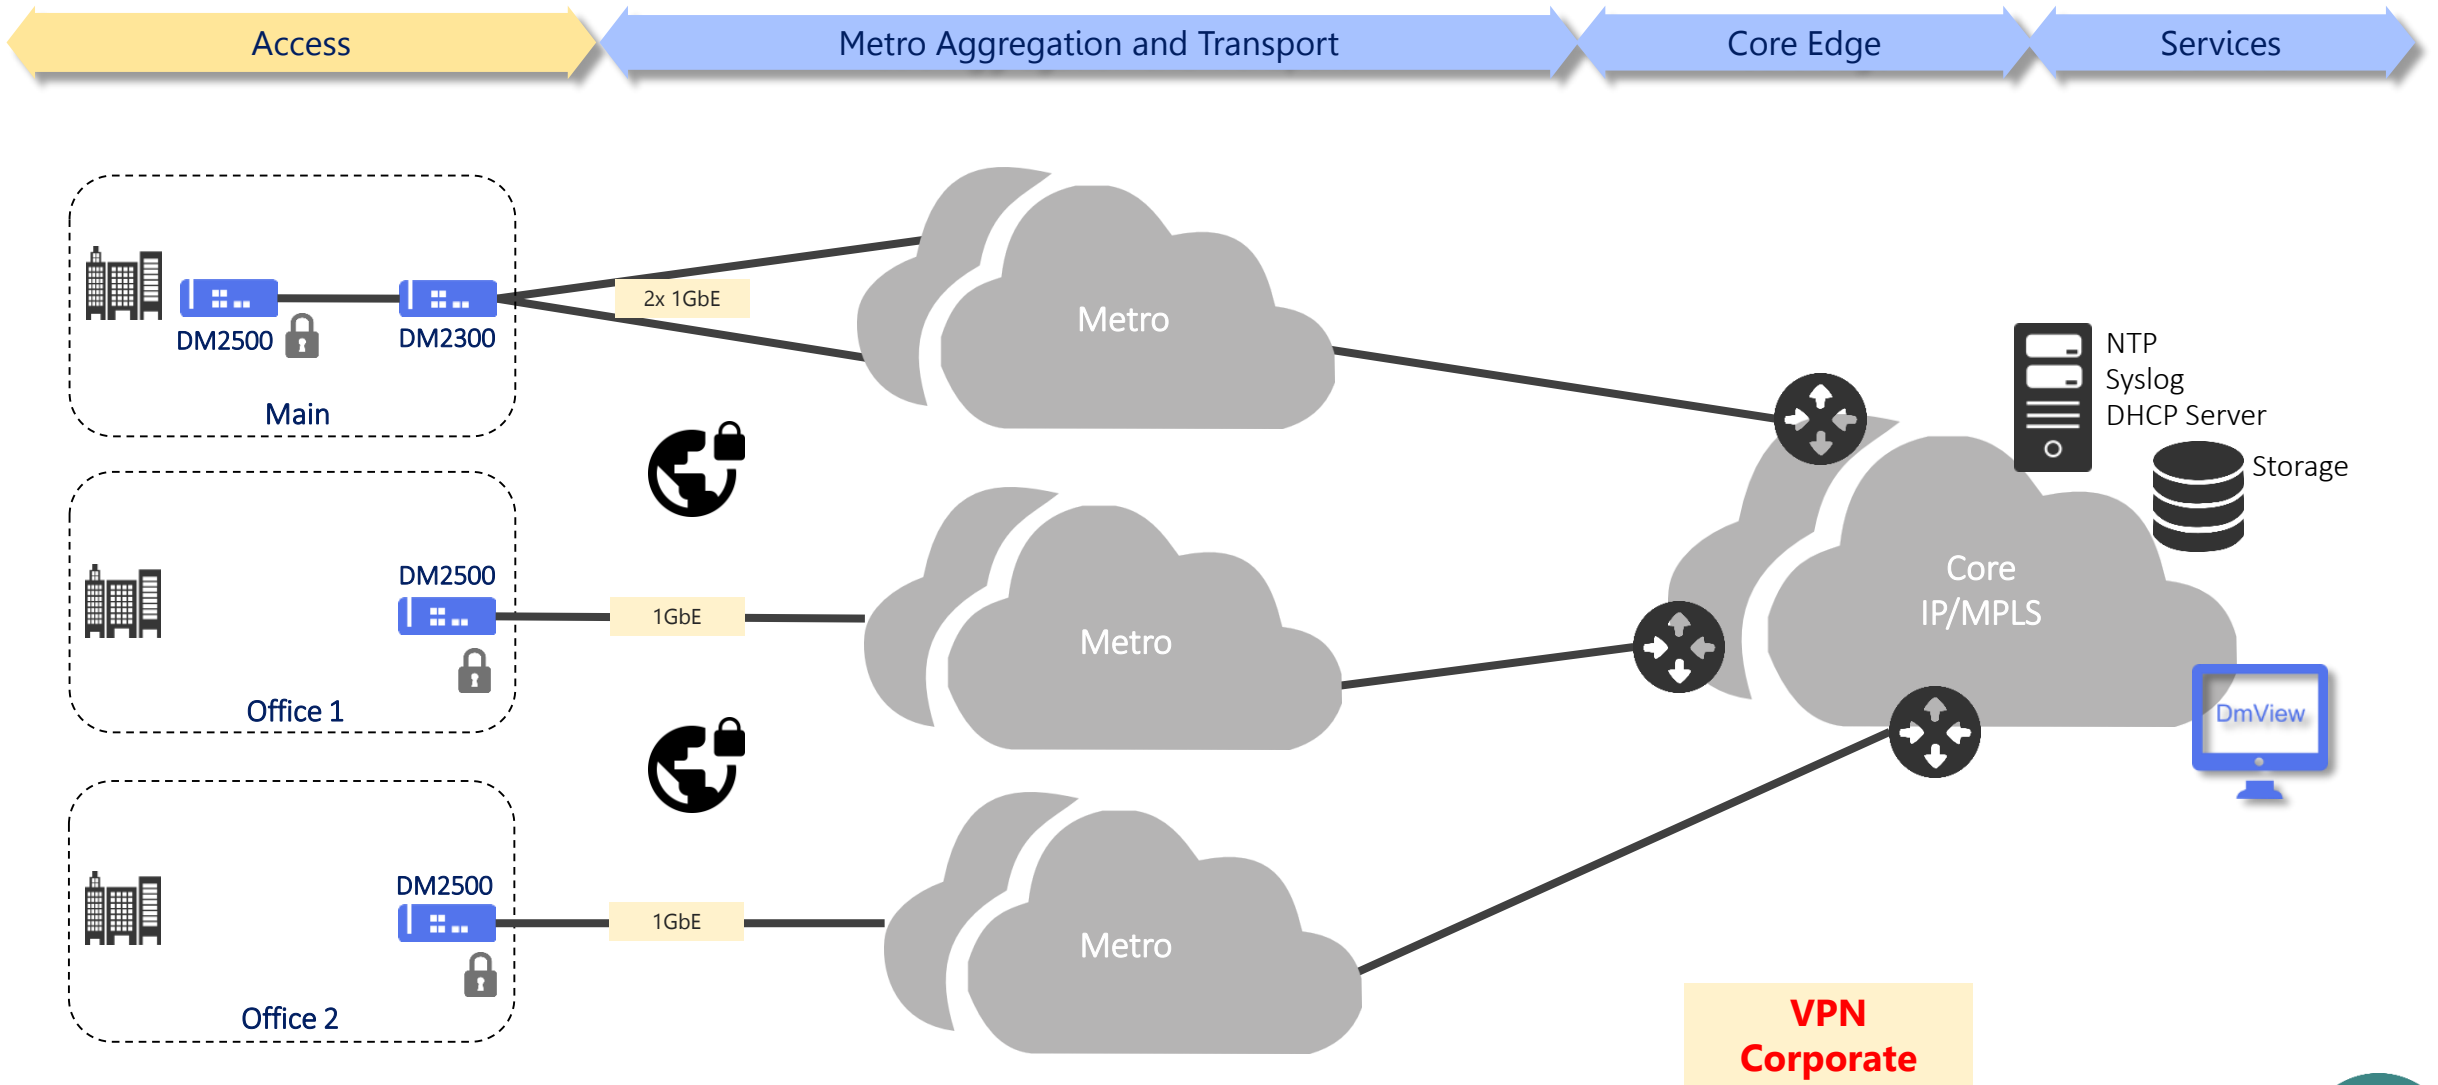 Access
Metro Aggregation and Transport
Core Edge
Services
2x 1GbE
DM2500
DM2300
Main
Metro
NTP
Syslog
DHCP Server
Storage
DM2500
1GbE
Office 1
Metro
Core
IP/MPLS
DmView
DM2500
1GbE
Office 2
Metro
VPN
Corporate